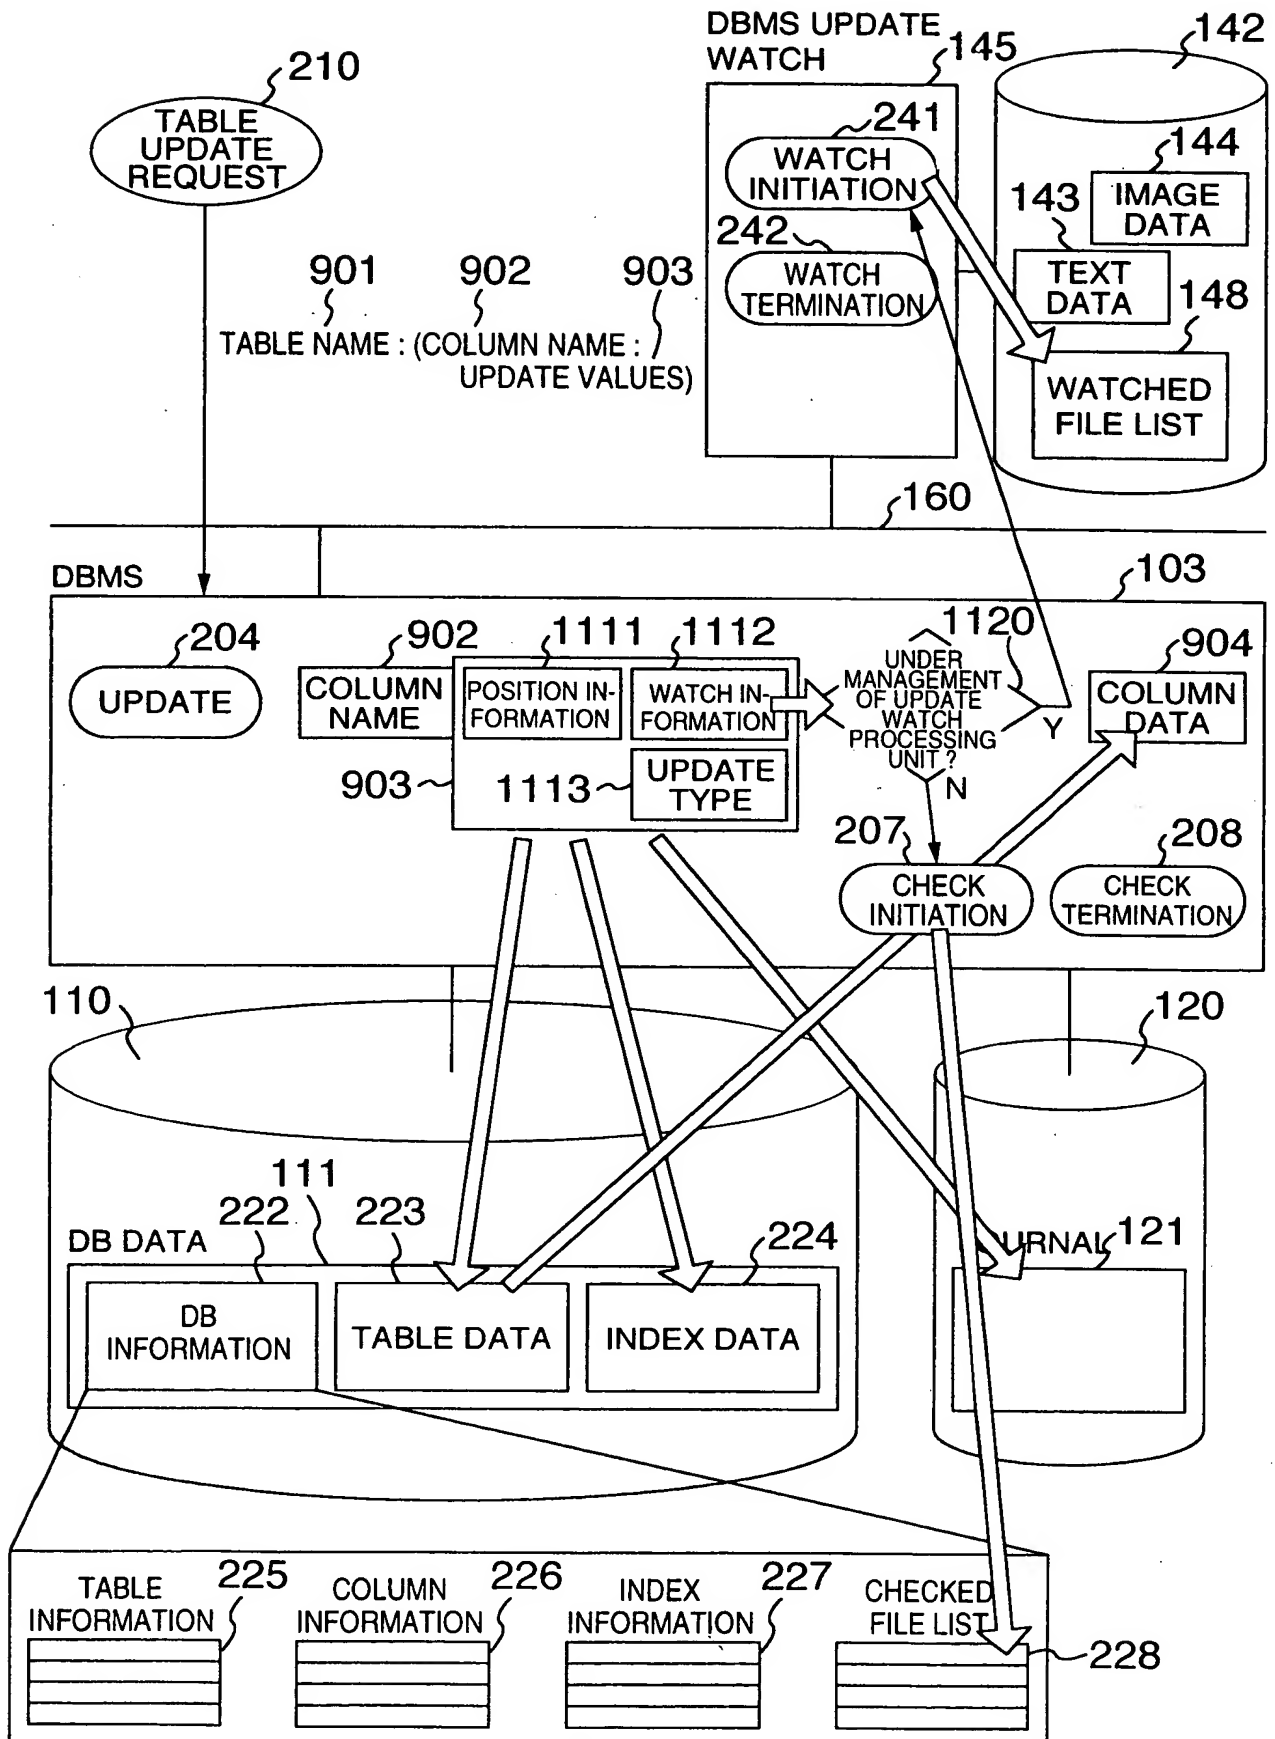 DBMS UPDATE
WATCH
145
142
210
TABLE
UPDATE
REQUEST
241
WATCH
INITIATION
144
IMAGE
DATA
143
242
WATCH
TERMINATION
TEXT
DATA
148
901
902
903
TABLE NAME : (COLUMN NAME :
UPDATE VALUES)
WATCHED
FILE LIST
160
DBMS
103
204
UPDATE
902
COLUMN
NAME
1111
POSITION IN-
FORMATION
1112
WATCH IN-
FORMATION
1120
UNDER
MANAGEMENT
OF UPDATE
WATCH
PROCESSING
UNIT ?
Y
N
904
COLUMN
DATA
903
1113
UPDATE
TYPE
207
CHECK
INITIATION
208
CHECK
TERMINATION
110
120
111
222
223
DB DATA
224
DB
INFORMATION
TABLE DATA
INDEX DATA
URNAL
121
TABLE
INFORMATION
225
COLUMN
INFORMATION
226
INDEX
INFORMATION
227
CHECKED
FILE LIST
228